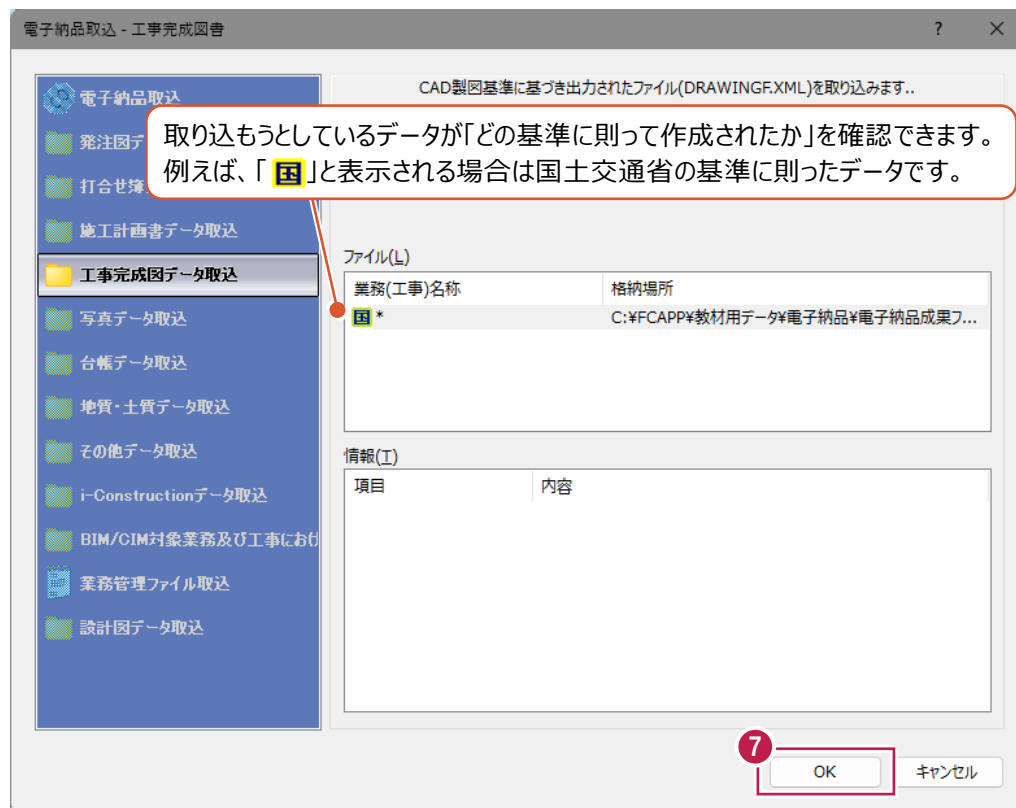 電子納品取込 - 工事完成図書
? ×
電子納品取込
CAD製図基準に基づき出力されたファイル(DRAWINGF.XML)を取り込みます..
発注図デ
打合せ簿
取り込もうとしているデータが「どの基準に則って作成されたか」を確認できます。
例えば、「国」と表示される場合は国土交通省の基準に則ったデータです。
施工計画書データ取込
工事完成図データ取込
写真データ取込
台帳データ取込
地質・土質データ取込
その他データ取込
i-Constructionデータ取込
BIM/CIM対象業務及び工事におけ
業務管理ファイル取込
設計図データ取込
ファイル(L)
業務(工事)名称 格納場所
国 * C:¥FCAPP¥教材用データ¥電子納品¥電子納品成果フ...
情報(T)
項目 内容
7
OK キャンセル